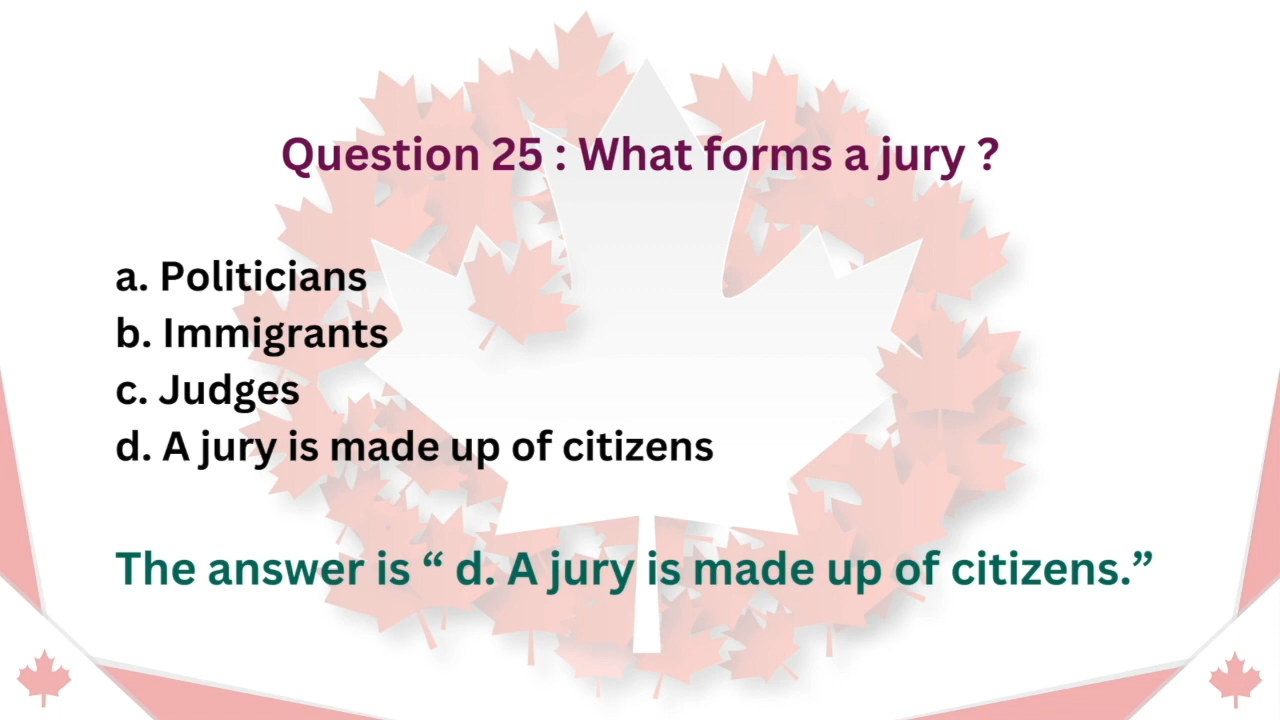 Question 25 : What forms a jury ?
a. Politicians
b. Immigrants
c. Judges
d. A jury is made up of citizens
The answer is “ d. A jury is made up of citizens.”